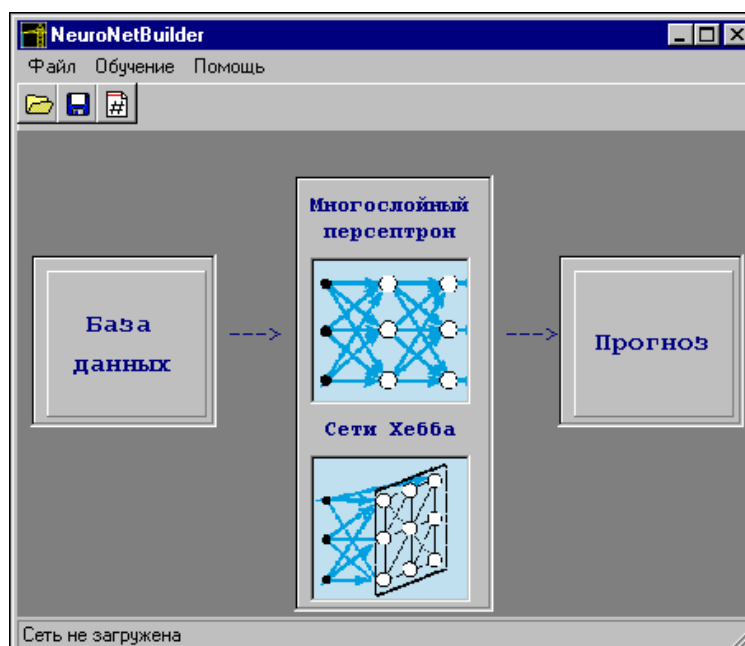 NeuroNetBuilder
Файл Обучение Помощь
Многослойный
персептрон
База
данных
--->
--->
Прогноз
Сети Хебба
Сеть не загружена